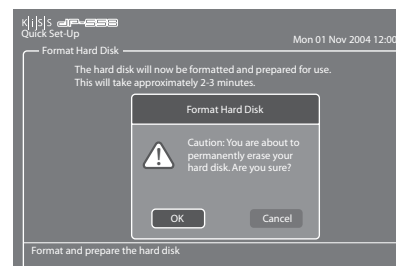 K|i|S|S DP-558
Quick Set-Up
Mon 01 Nov 2004 12:00
Format Hard Disk
The hard disk will now be formatted and prepared for use.
This will take approximately 2-3 minutes.
Format Hard Disk
Caution: You are about to
permanently erase your
hard disk. Are you sure?
OK
Cancel
Format and prepare the hard disk